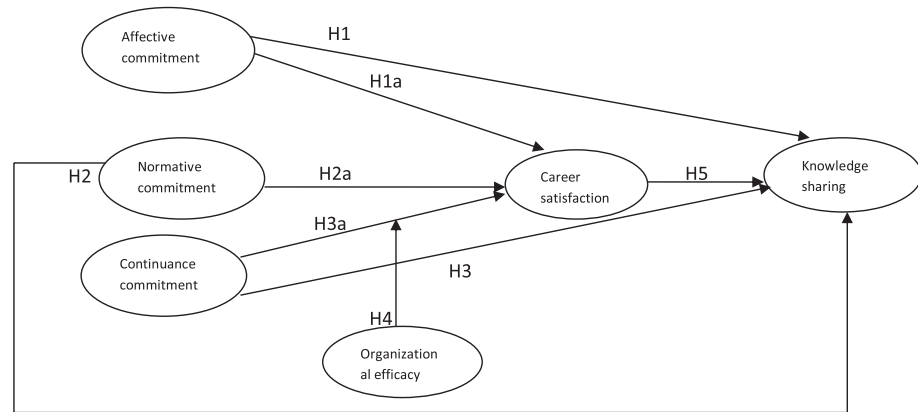 Affective
commitment
H1
H1a
Normative
commitment
H2
H2a
Career
satisfaction
H5
Knowledge
sharing
H3a
Continuance
commitment
H3
H4
Organization
al efficacy